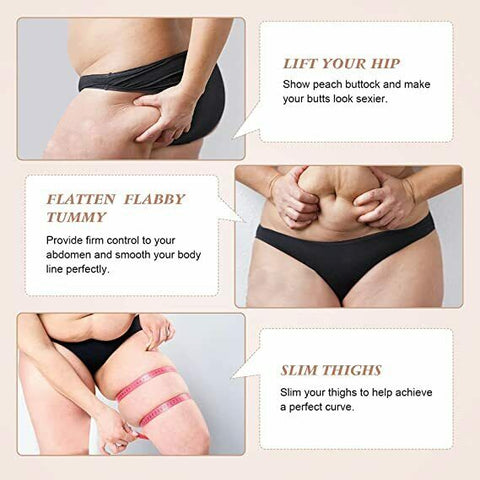 LIFT YOUR HIP
Show peach buttock and make
your butts look sexier.
FLATTEN FLABBY
TUMMY
Provide firm control to your
abdomen and smooth your body
line perfectly.
SLIM THIGHS
Slim your thighs to help achieve
a perfect curve.